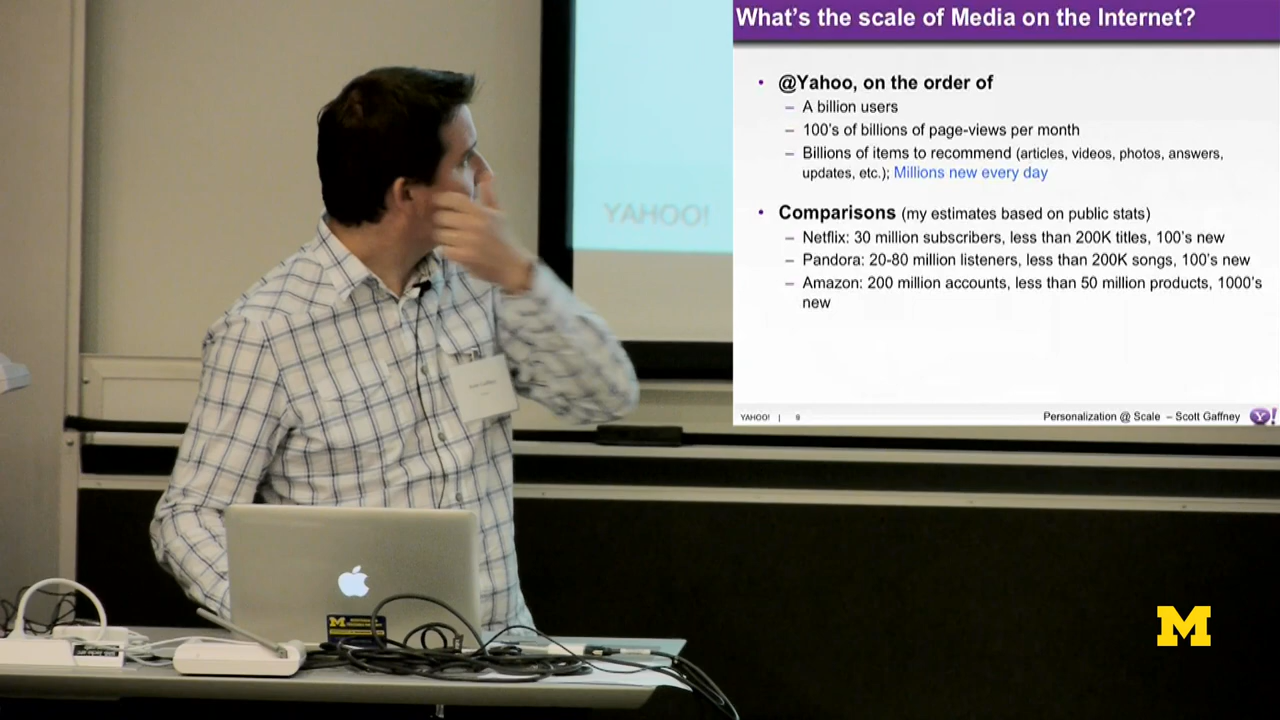 What's the scale of Media on the Internet?
• @Yahoo, on the order of
– A billion users
– 100's of billions of page-views per month
– Billions of items to recommend (articles, videos, photos, answers,
updates, etc.); Millions new every day
• Comparisons (my estimates based on public stats)
– Netflix: 30 million subscribers, less than 200K titles, 100's new
– Pandora: 20-80 million listeners, less than 200K songs, 100's new
– Amazon: 200 million accounts, less than 50 million products, 1000's
new
YAHOO! | 9
Personalization @ Scale – Scott Gaffney
Y!
YAHOO!
M
M